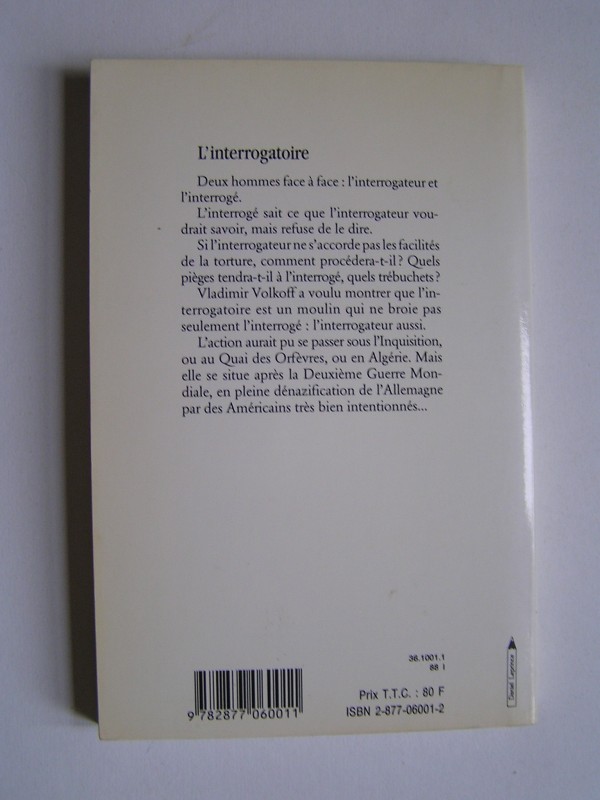 L'interrogatoire
Deux hommes face à face : l'interrogateur et
l'interrogé.
L'interrogé sait ce que l'interrogateur vou-
drait savoir, mais refuse de le dire.
Si l'interrogateur ne s'accorde pas les facilités
de la torture, comment procédera-t-il ? Quels
pièges tendra-t-il à l'interrogé, quels trébuchets ?
Vladimir Volkoff a voulu montrer que l'in-
terrogatoire est un moulin qui ne broie pas
seulement l'interrogé : l'interrogateur aussi.
L'action aurait pu se passer sous l'Inquisition,
ou au Quai des Orfèvres, ou en Algérie. Mais
elle se situe après la Deuxième Guerre Mon-
diale, en pleine dénazification de l'Allemagne
par des Américains très bien intentionnés...
36.1001.1
88 I
Prix T.T.C. : 80 F
ISBN 2-877-06001-2
9 782877 060011
Daniel Leprince